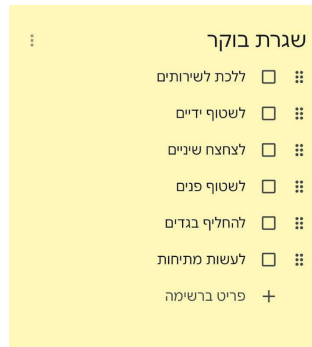 שגרת בוקר
ללכת לשירותים
לשטוף ידיים
לצחצח שיניים
לשטוף פנים
להחליף בגדים
לעשות מתיחות
פריט ברשימה